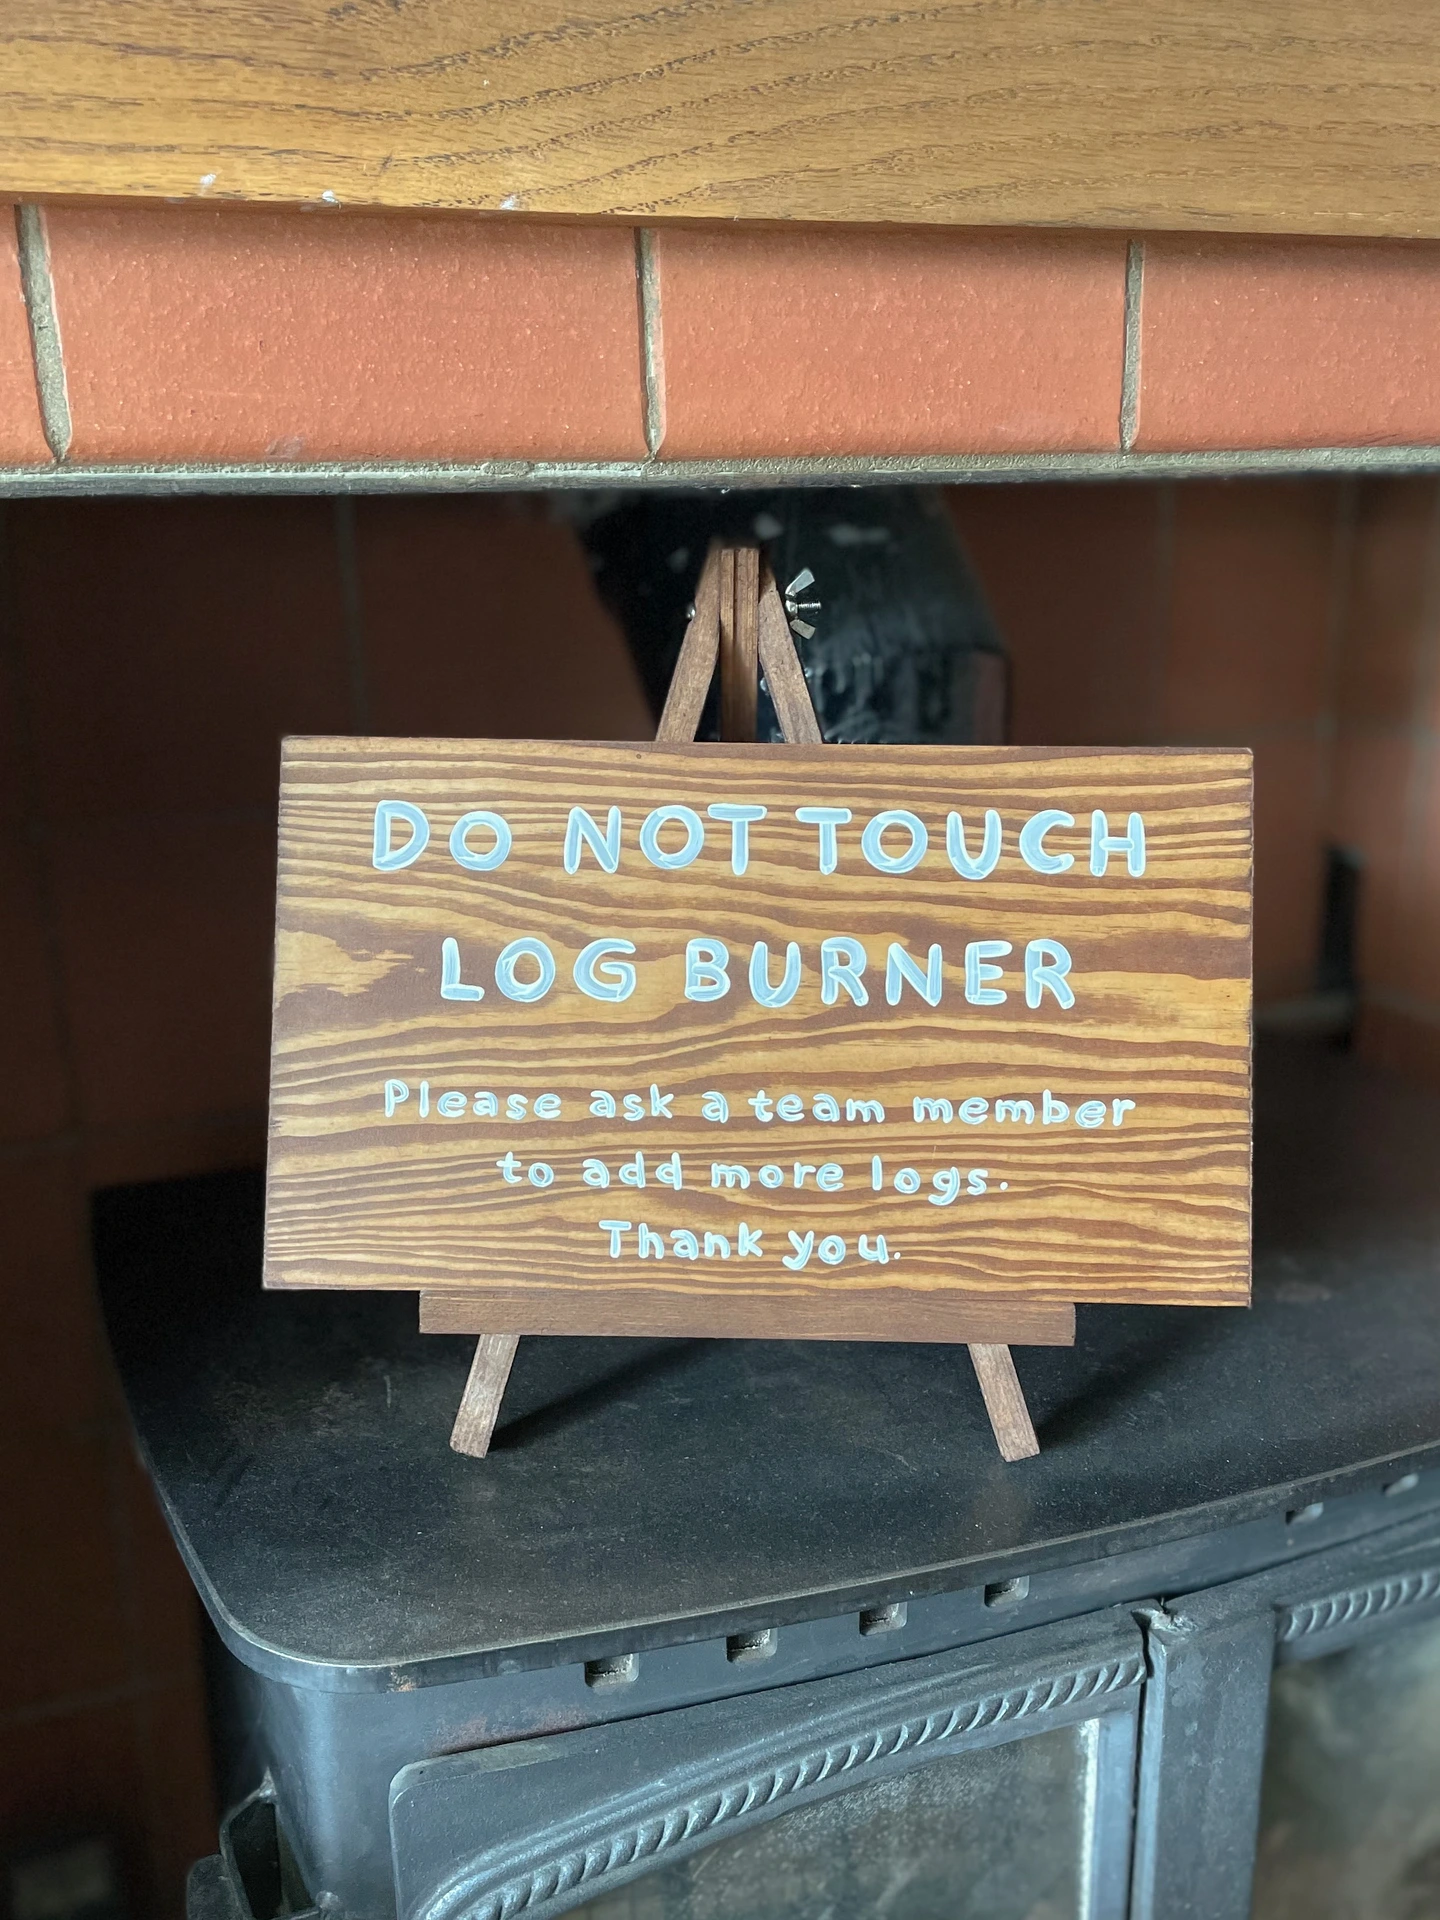 DO NOT TOUCH
LOG BURNER
Please ask a team member
to add more logs.
Thank you.